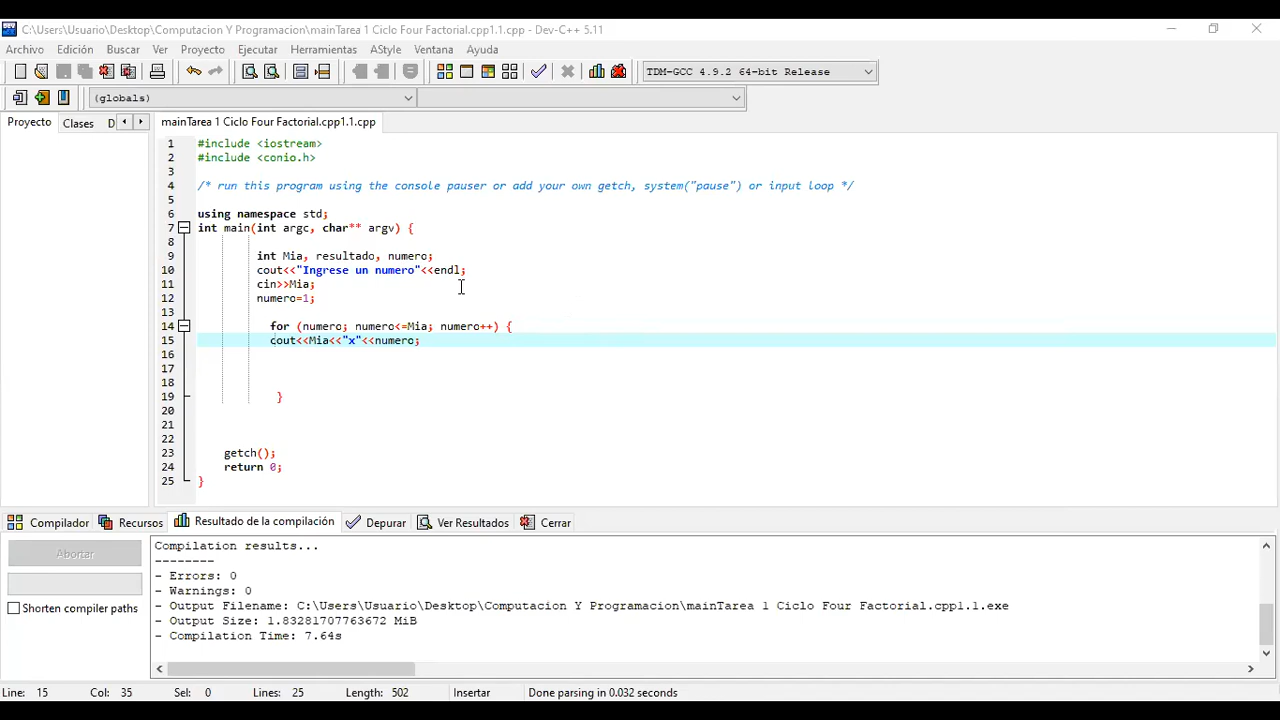 C:\Users\Usuario\Desktop\Computacion Y Programacion\mainTarea 1 Ciclo Four Factorial.cpp1.1.cpp - Dev-C++ 5.11
Archivo Edición Buscar Ver Proyecto Ejecutar Herramientas AStyle Ventana Ayuda
TDM-GCC 4.9.2 64-bit Release
(globals)
Proyecto Clases D
mainTarea 1 Ciclo Four Factorial.cpp1.1.cpp
1 #include <iostream>
2 #include <conio.h>
3
4 /* run this program using the console pauser or add your own getch, system("pause") or input loop */
5
6 using namespace std;
7 int main(int argc, char** argv) {
8
9 int Mia, resultado, numero;
10 cout<<"Ingrese un numero"<<endl;
11 cin>>Mia;
12 numero=1;
13
14 for (numero; numero<=Mia; numero++) {
15 cout<<Mia<<"x"<<numero;
16
17
18
19 }
20
21
22
23 getch();
24 return 0;
25 }
Compilador Recursos Resultado de la compilación Depurar Ver Resultados Cerrar
Abortar
Shorten compiler paths
Compilation results...
--------
- Errors: 0
- Warnings: 0
- Output Filename: C:\Users\Usuario\Desktop\Computacion Y Programacion\mainTarea 1 Ciclo Four Factorial.cpp1.1.exe
- Output Size: 1.83281707763672 MiB
- Compilation Time: 7.64s
Line: 15 Col: 35 Sel: 0 Lines: 25 Length: 502 Insertar Done parsing in 0.032 seconds